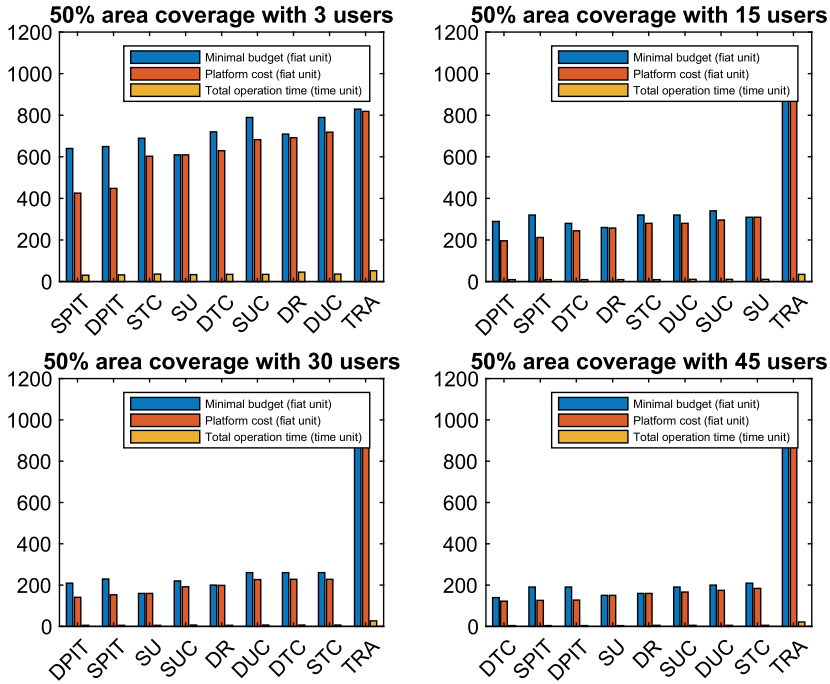 50% area coverage with 3 users
1200
1000
800
600
400
200
0
Minimal budget (fiat unit)
Platform cost (fiat unit)
Total operation time (time unit)
SPIT DPIT STC SU DTC SUC DR DUC TRA
50% area coverage with 15 users
1200
1000
800
600
400
200
0
Minimal budget (fiat unit)
Platform cost (fiat unit)
Total operation time (time unit)
DPIT SPIT DTC DR STC DUC SUC SU TRA
50% area coverage with 30 users
1200
1000
800
600
400
200
0
Minimal budget (fiat unit)
Platform cost (fiat unit)
Total operation time (time unit)
DPIT SPIT SU SUC DR DUC DTC STC TRA
50% area coverage with 45 users
1200
1000
800
600
400
200
0
Minimal budget (fiat unit)
Platform cost (fiat unit)
Total operation time (time unit)
DTC SPIT DPIT SU DR SUC DUC STC TRA